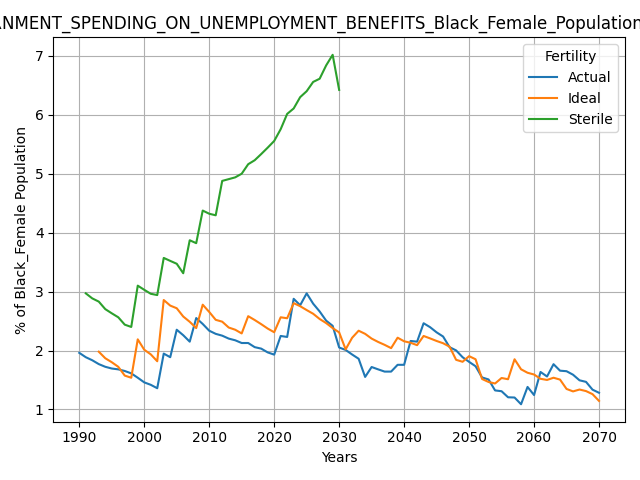 ANMENT_SPENDING_ON_UNEMPLOYMENT_BENEFITS_Black_Female_Population
Fertility
Actual
Ideal
Sterile
% of Black_Female Population
7
6
5
4
3
2
1
1990 2000 2010 2020 2030 2040 2050 2060 2070
Years